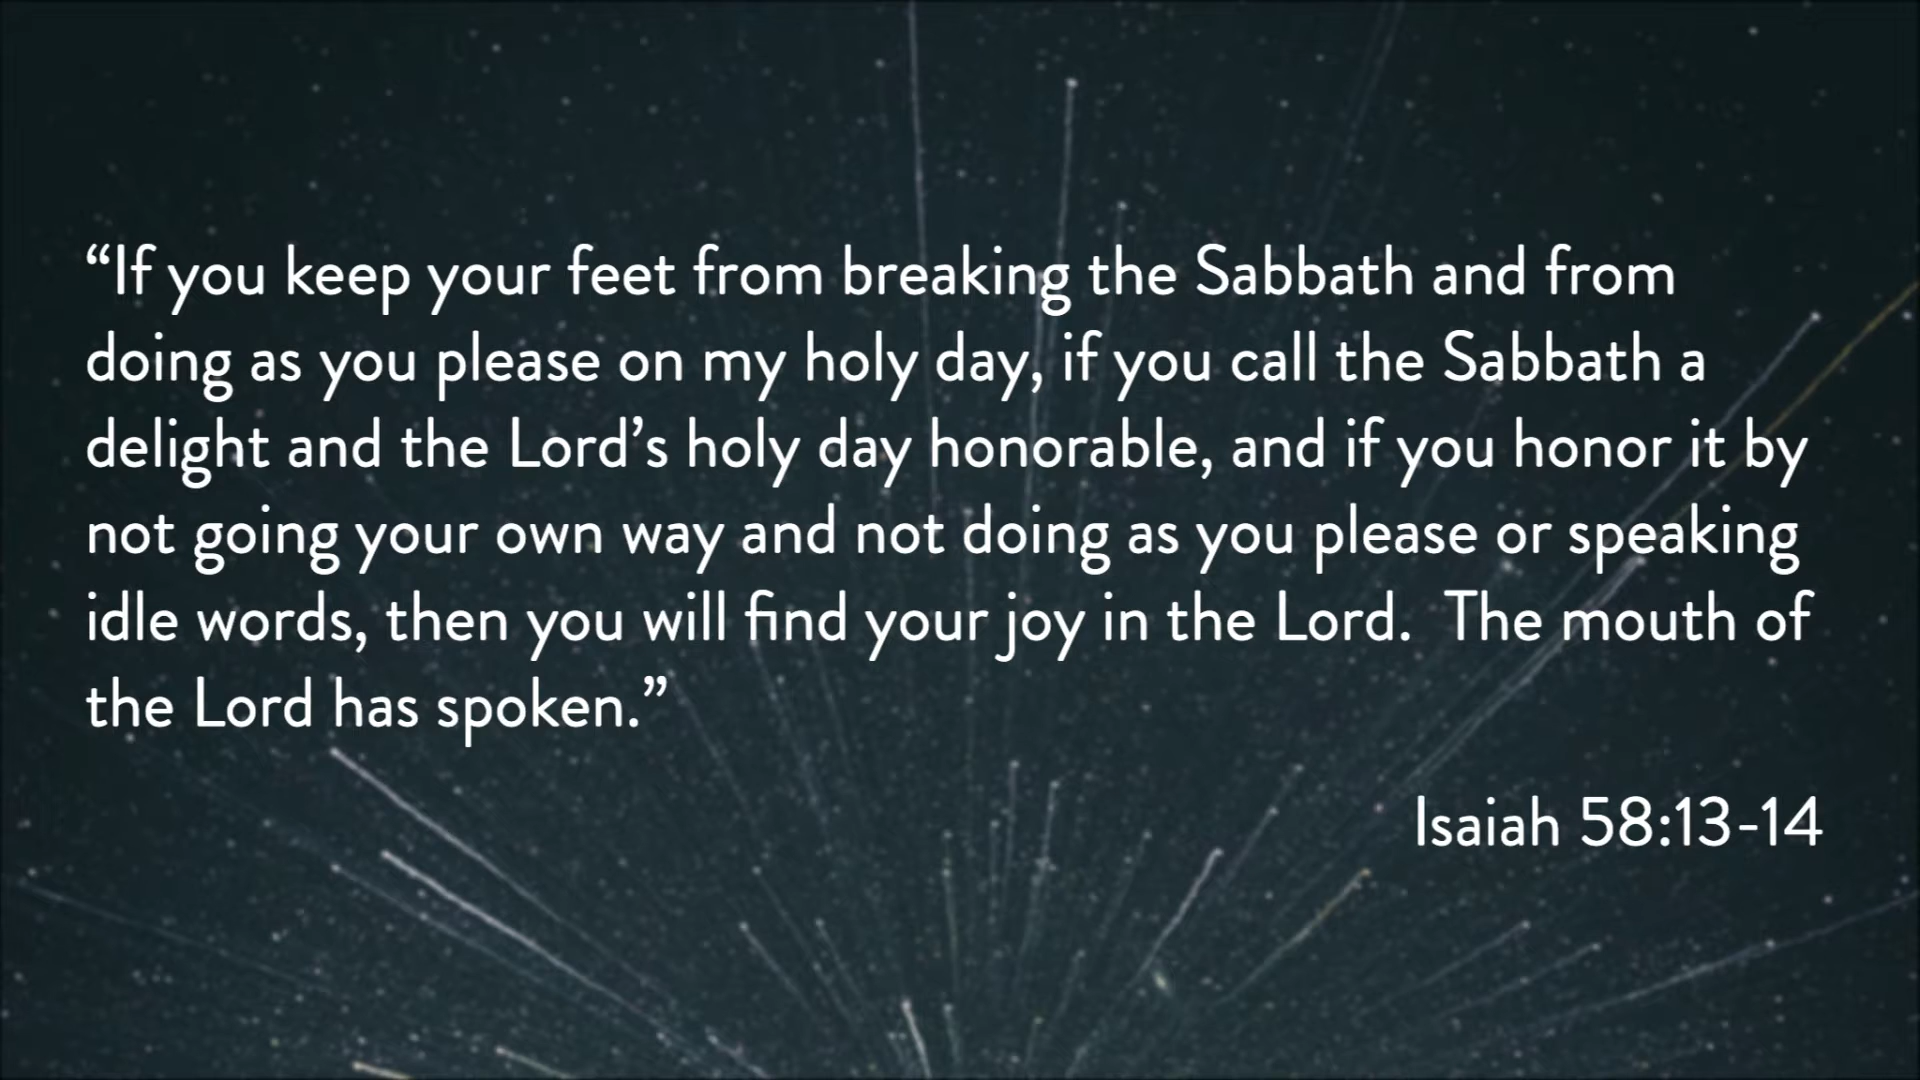 “If you keep your feet from breaking the Sabbath and from
doing as you please on my holy day, if you call the Sabbath a
delight and the Lord’s holy day honorable, and if you honor it by
not going your own way and not doing as you please or speaking
idle words, then you will find your joy in the Lord.  The mouth of
the Lord has spoken.”
Isaiah 58:13-14